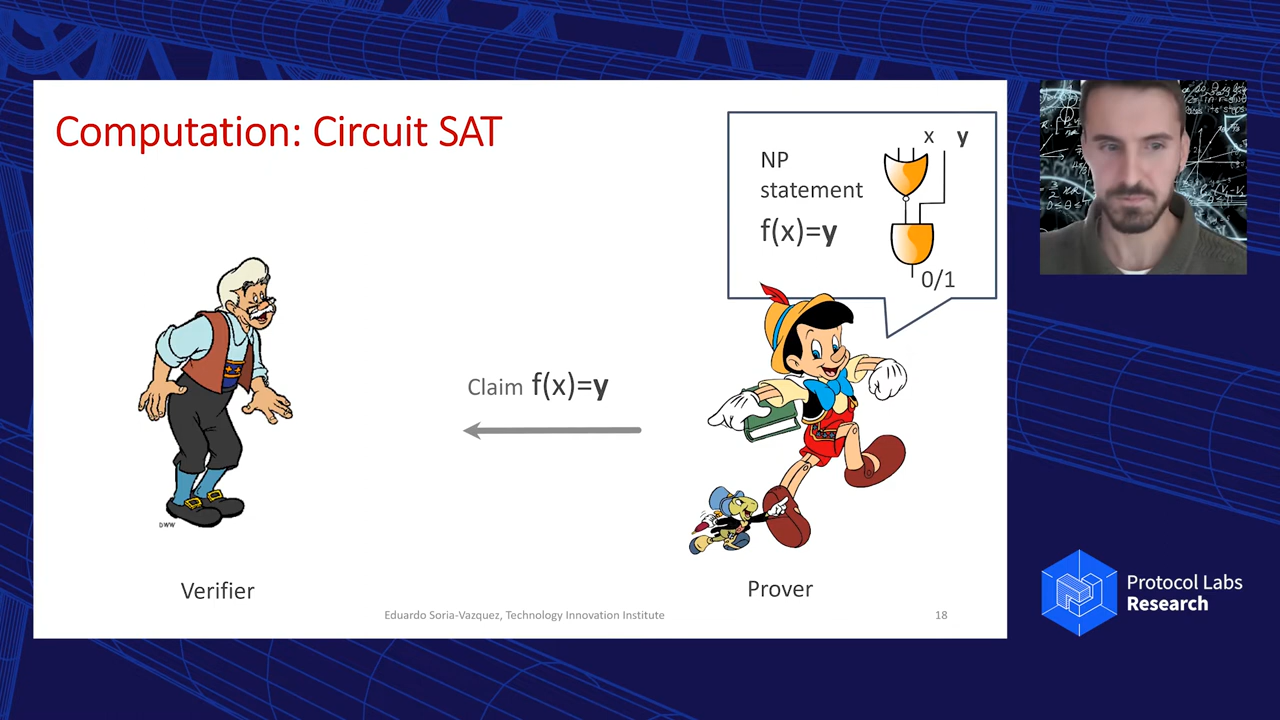 Computation: Circuit SAT
x y
NP
statement
f(x)=y
0/1
Claim f(x)=y
DWW
Verifier
Prover
Eduardo Soria-Vazquez, Technology Innovation Institute
18
Protocol Labs
Research